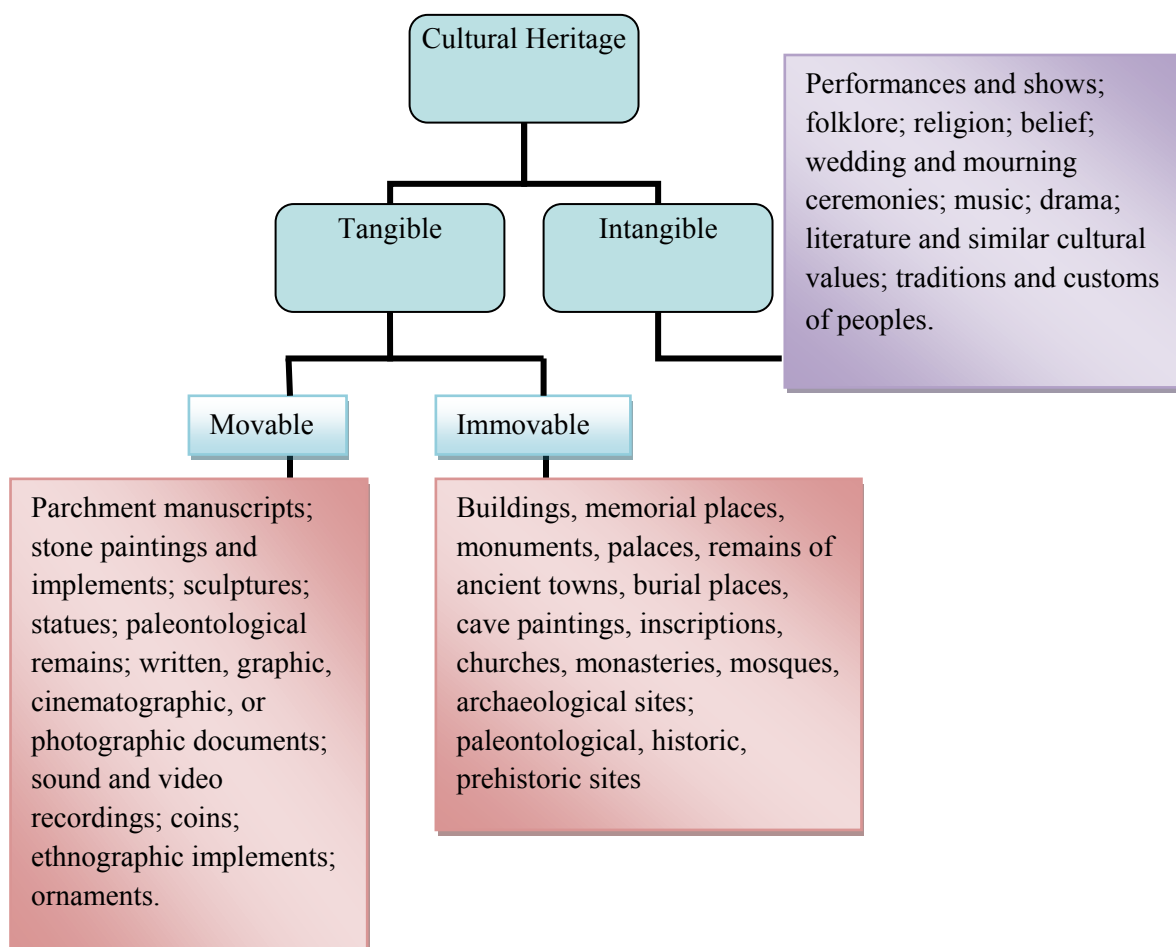 Cultural Heritage
Performances and shows;
folklore; religion; belief;
wedding and mourning
ceremonies; music; drama;
literature and similar cultural
values; traditions and customs
of peoples.
Tangible
Intangible
Movable
Immovable
Parchment manuscripts;
stone paintings and
implements; sculptures;
statues; paleontological
remains; written, graphic,
cinematographic, or
photographic documents;
sound and video
recordings; coins;
ethnographic implements;
ornaments.
Buildings, memorial places,
monuments, palaces, remains of
ancient towns, burial places,
cave paintings, inscriptions,
churches, monasteries, mosques,
archaeological sites;
paleontological, historic,
prehistoric sites